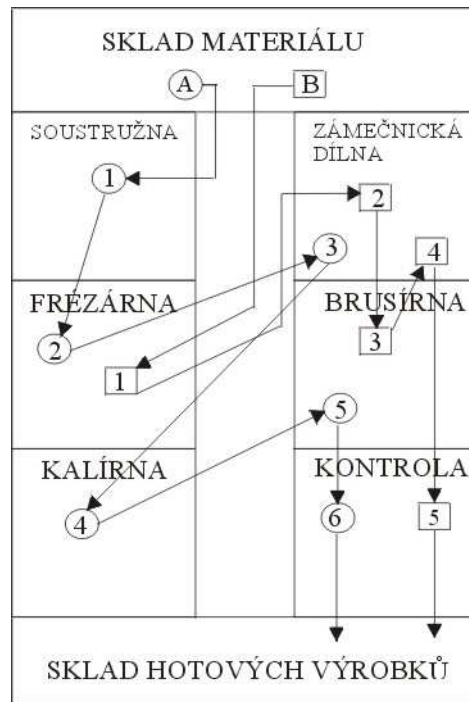 SKLAD MATERIÁLU
A B
SOUSTRUŽNA
ZÁMEČNICKÁ
DÍLNA
1
2
3
4
FRÉZÁRNA
BRUSÍRNA
2
3
1
5
KALÍRNA
KONTROLA
4
6
5
SKLAD HOTOVÝCH VÝROBKŮ